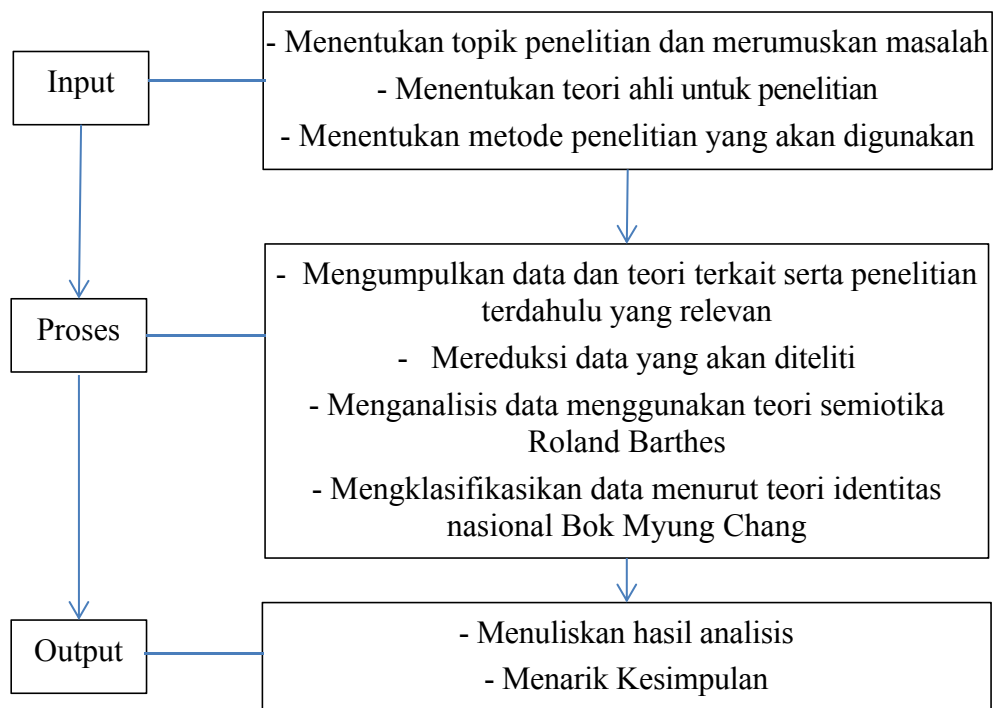 Input
- Menentukan topik penelitian dan merumuskan masalah
- Menentukan teori ahli untuk penelitian
- Menentukan metode penelitian yang akan digunakan
Proses
- Mengumpulkan data dan teori terkait serta penelitian
terdahulu yang relevan
- Mereduksi data yang akan diteliti
- Menganalisis data menggunakan teori semiotika
Roland Barthes
- Mengklasifikasikan data menurut teori identitas
nasional Bok Myung Chang
Output
- Menuliskan hasil analisis
- Menarik Kesimpulan